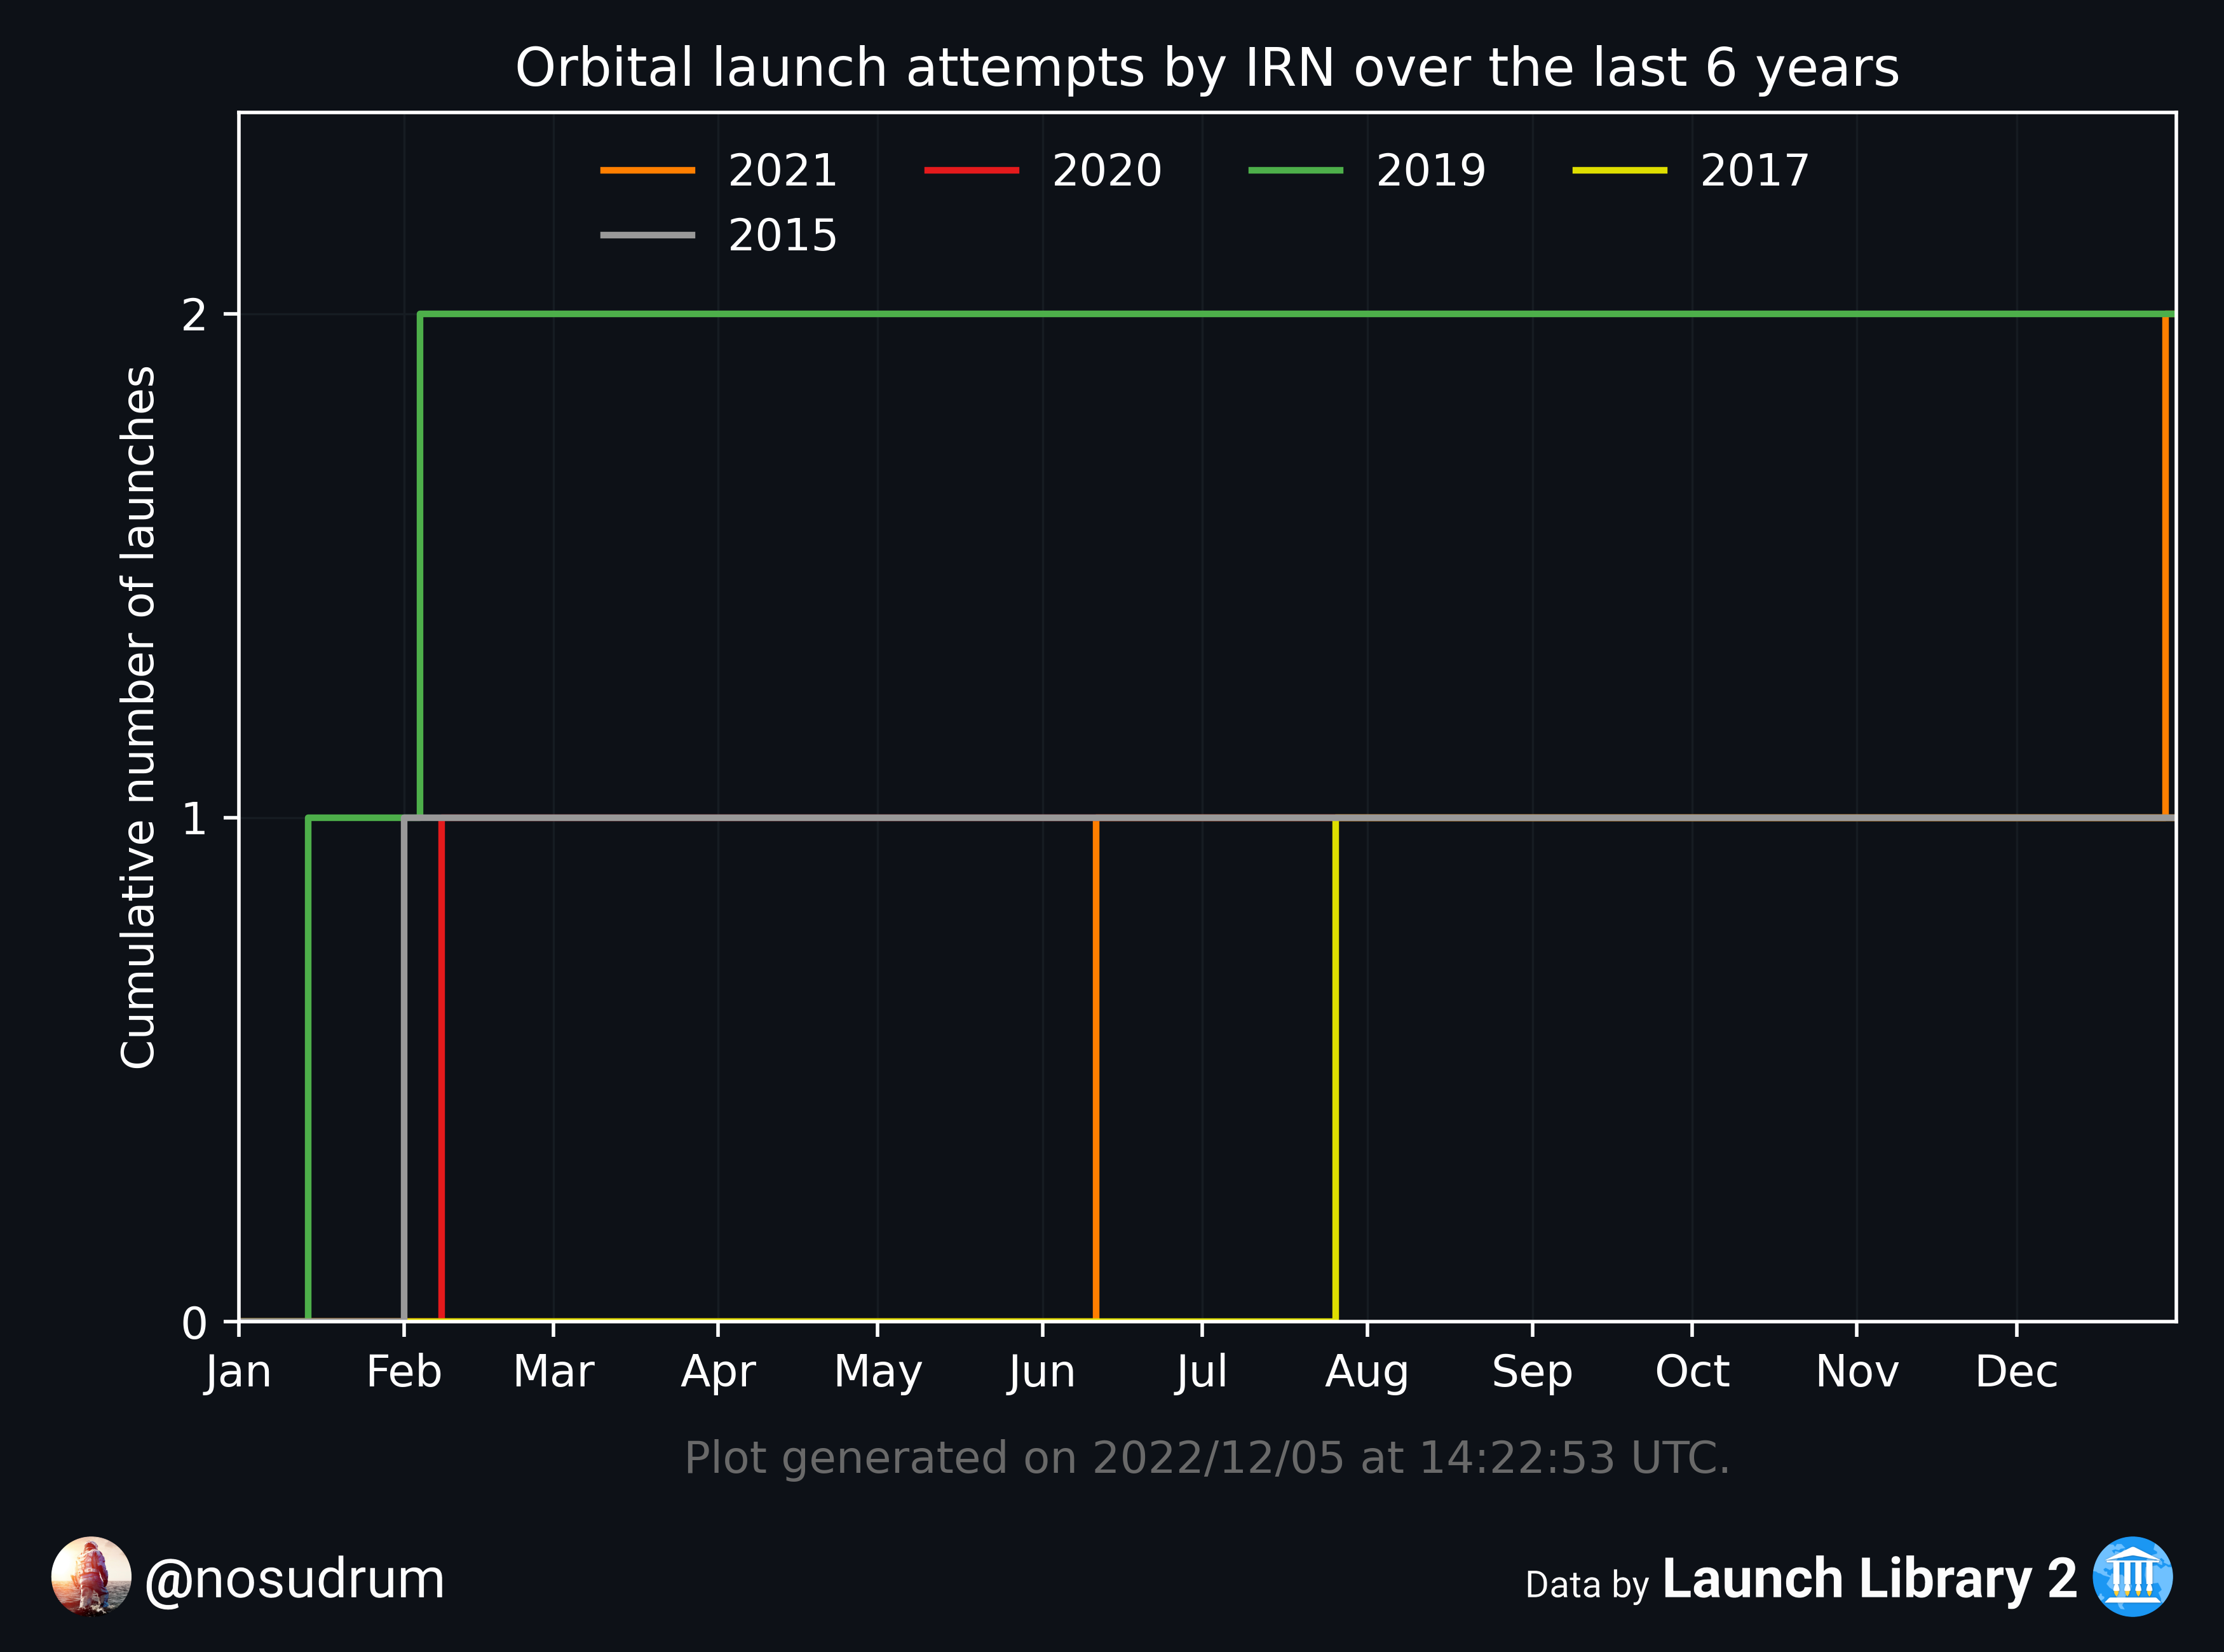 Orbital launch attempts by IRN over the last 6 years
2021 2020 2019 2017
2015
Cumulative number of launches
2
1
0
Jan Feb Mar Apr May Jun Jul Aug Sep Oct Nov Dec
Plot generated on 2022/12/05 at 14:22:53 UTC.
@nosudrum
Data by Launch Library 2